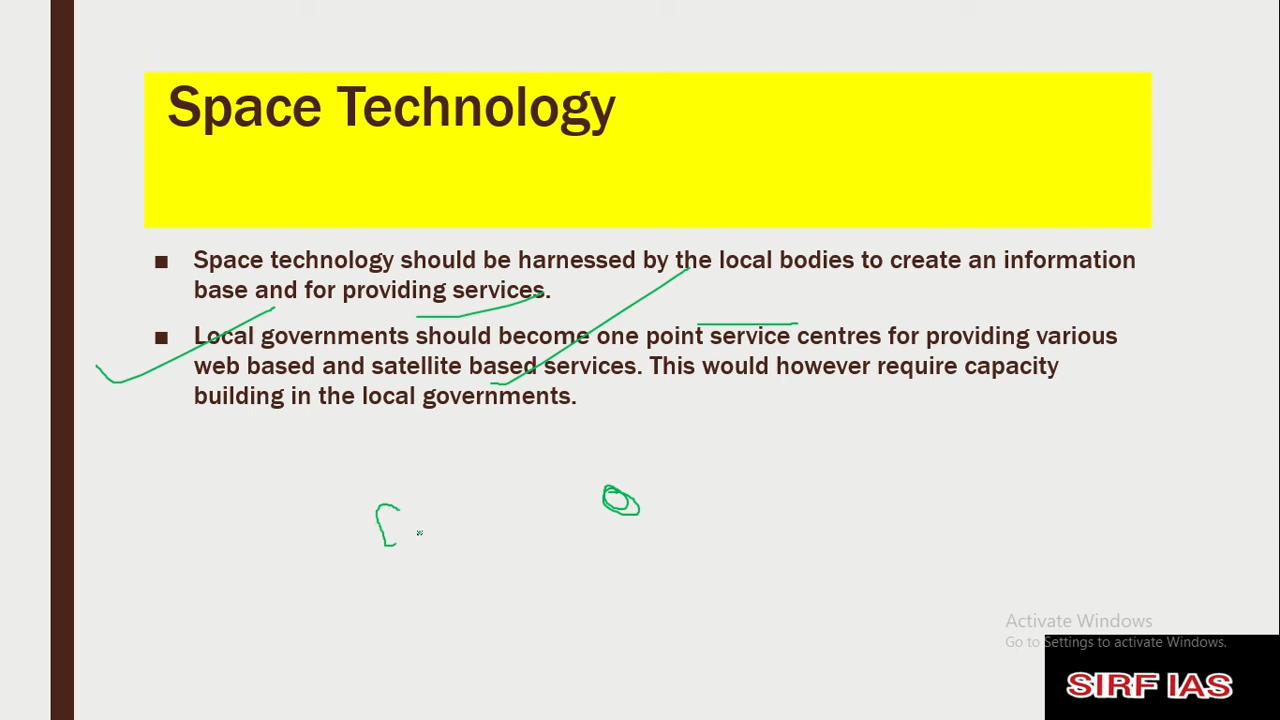 Space Technology
■ Space technology should be harnessed by the local bodies to create an information
base and for providing services.
■ Local governments should become one point service centres for providing various
web based and satellite based services. This would however require capacity
building in the local governments.
Activate Windows
Go to Settings to activate Windows.
SIRF IAS